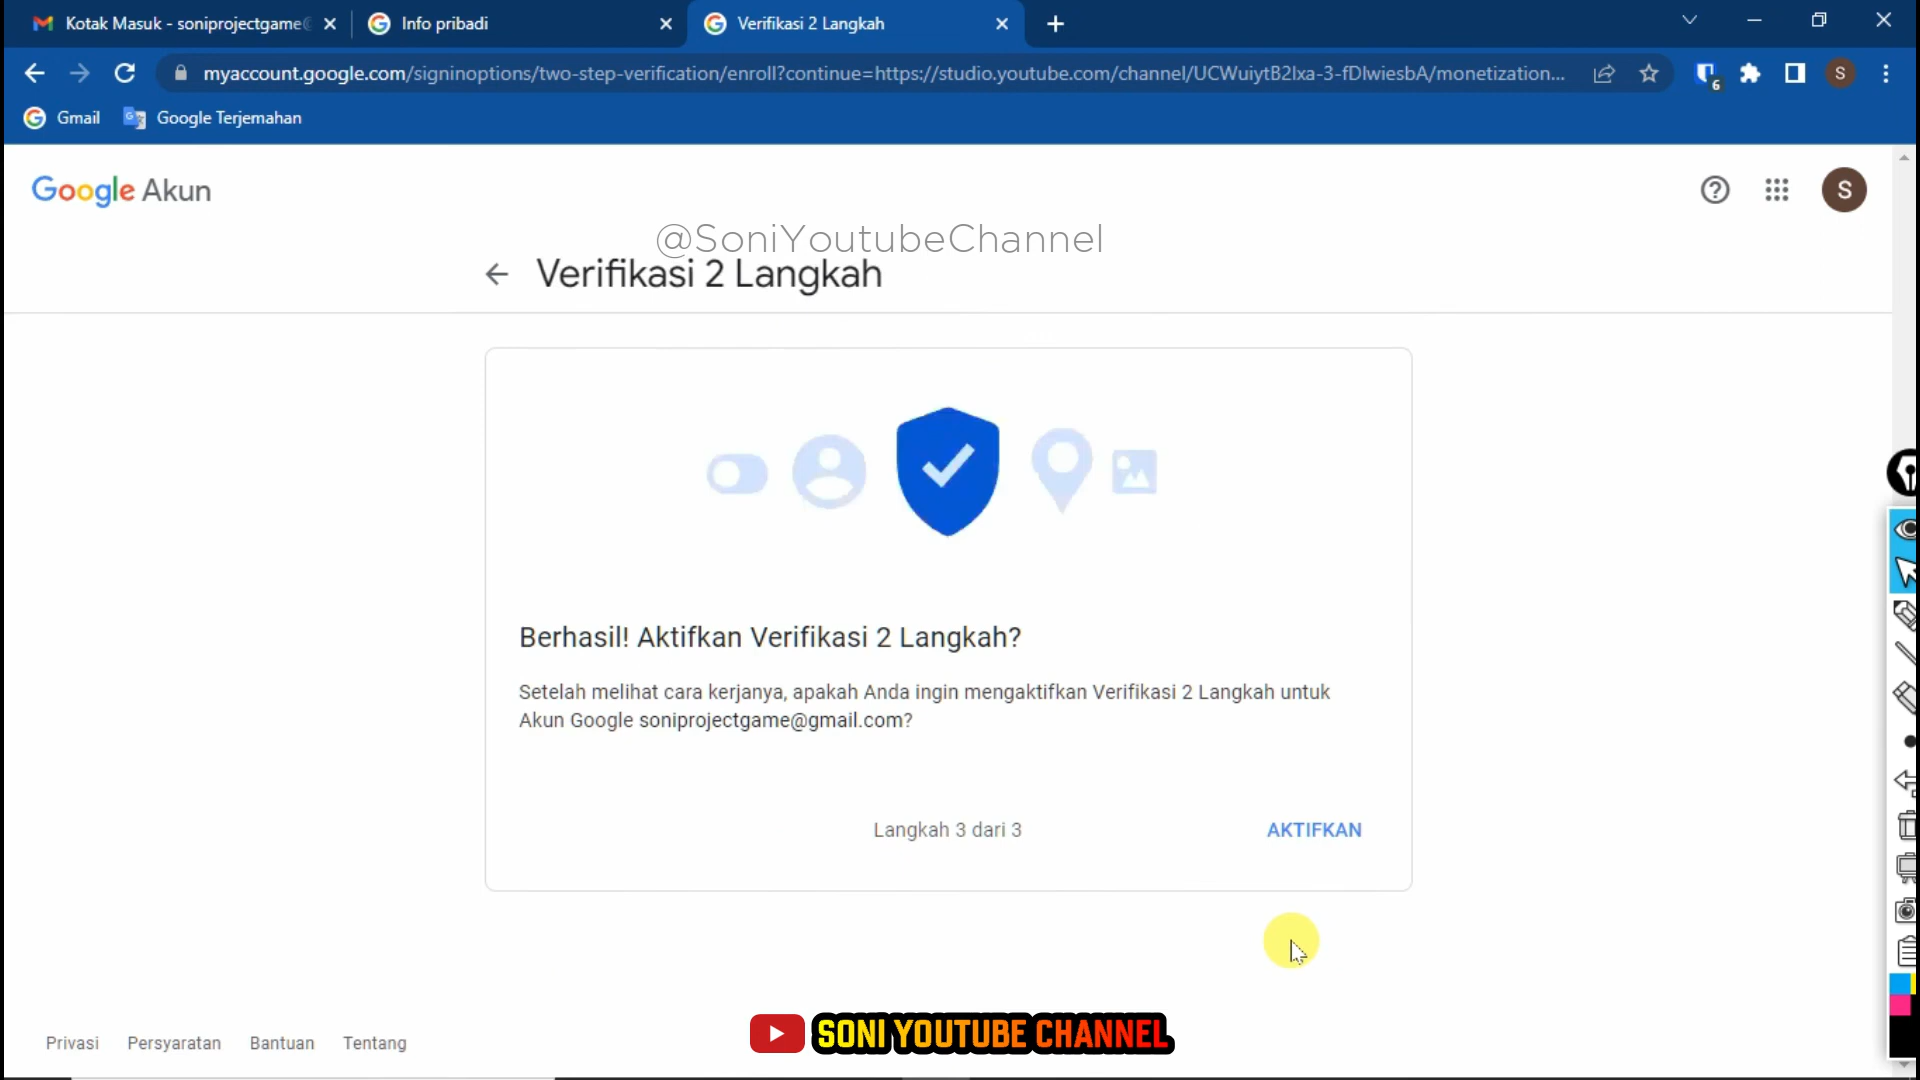 Kotak Masuk - soniprojectgame@
Info pribadi
Verifikasi 2 Langkah
myaccount.google.com/signinoptions/two-step-verification/enroll?continue=https://studio.youtube.com/channel/UCWuiytB2lxa-3-fDlwiesbA/monetization...
6
S
Gmail
Google Terjemahan
Google Akun
S
@SoniYoutubeChannel
Verifikasi 2 Langkah
Berhasil! Aktifkan Verifikasi 2 Langkah?
Setelah melihat cara kerjanya, apakah Anda ingin mengaktifkan Verifikasi 2 Langkah untuk
Akun Google soniprojectgame@gmail.com?
Langkah 3 dari 3
AKTIFKAN
SONI YOUTUBE CHANNEL
Privasi
Persyaratan
Bantuan
Tentang